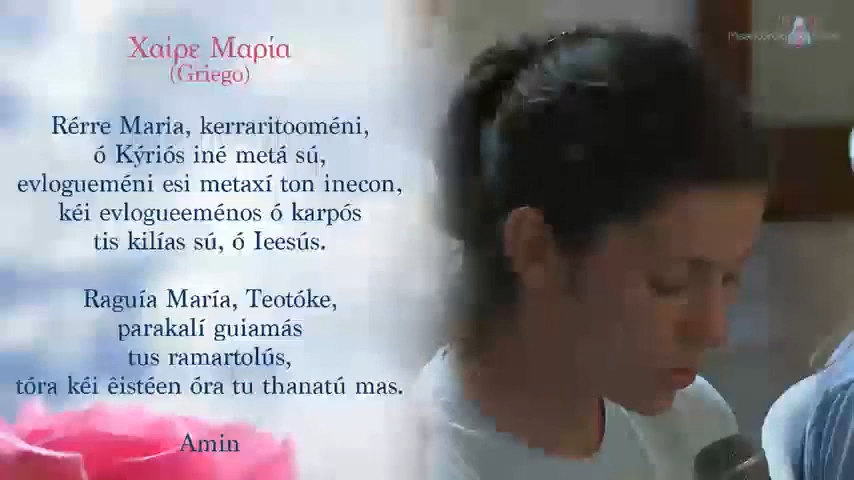 Χαίρε Μαρία
(Griego)
Rérre Maria, kerraritooméni,
ó Kýriós iné metá sú,
evlogueméni esi metaxí ton inecon,
kéi evlogueeménos ó karpós
tis kilías sú, ó Ieesús.
Raguía María, Teotóke,
parakalí guiamás
tus ramartolús,
tóra kéi êistéen óra tu thanatú mas.
Amin